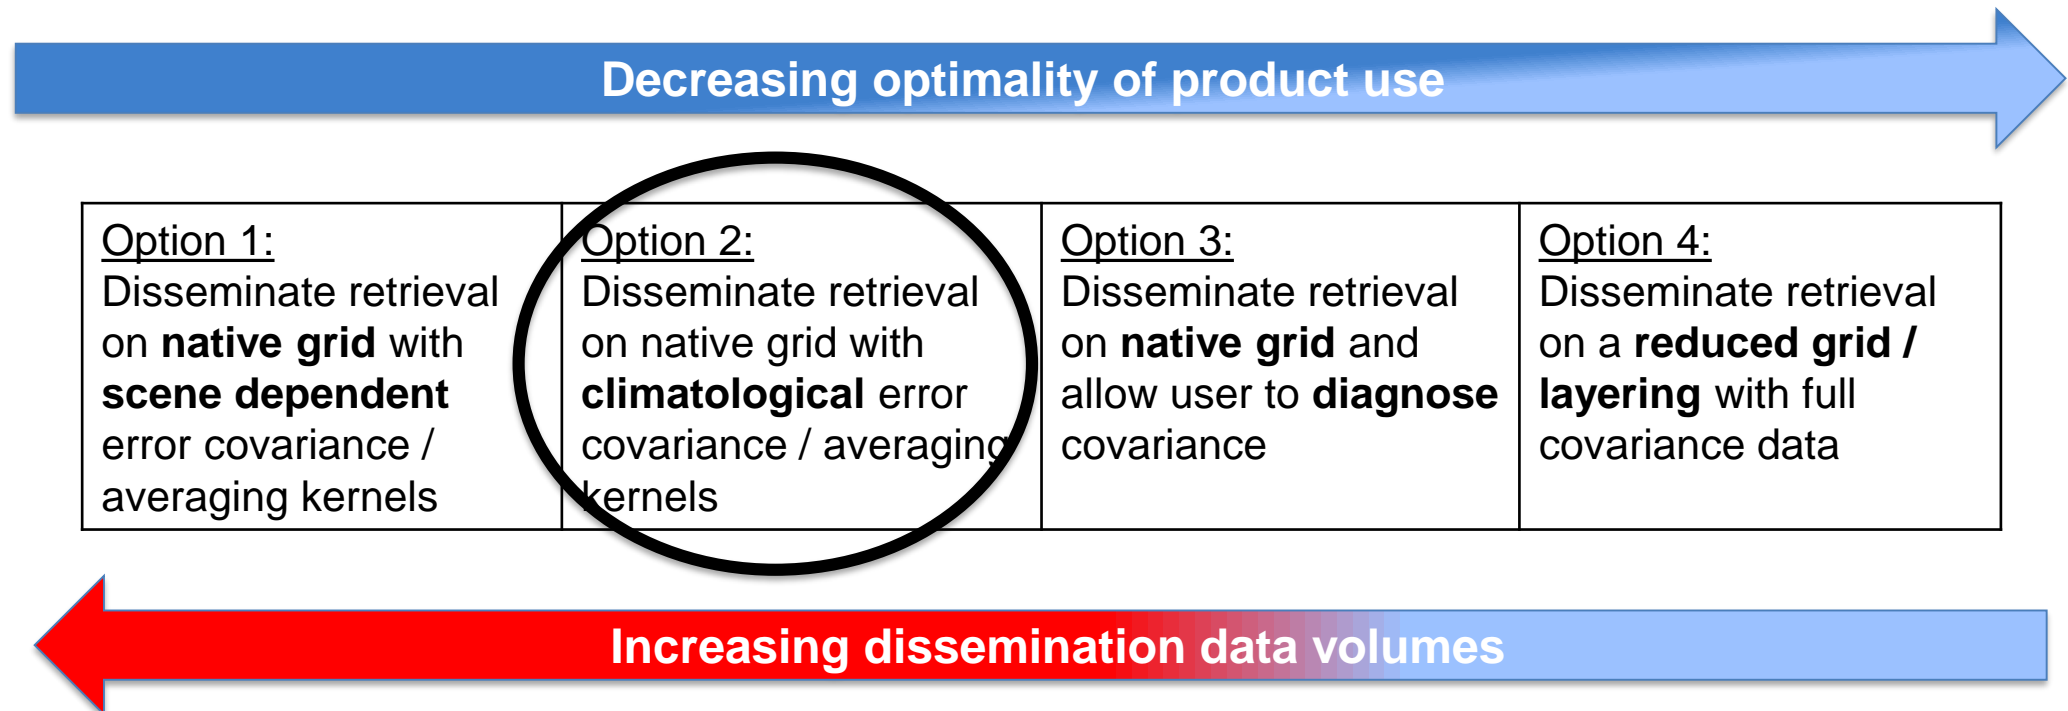 Decreasing optimality of product use
Option 1:
Disseminate retrieval
on native grid with
scene dependent
error covariance /
averaging kernels
Option 2:
Disseminate retrieval
on native grid with
climatological error
covariance / averaging
kernels
Option 3:
Disseminate retrieval
on native grid and
allow user to diagnose
covariance
Option 4:
Disseminate retrieval
on a reduced grid /
layering with full
covariance data
Increasing dissemination data volumes